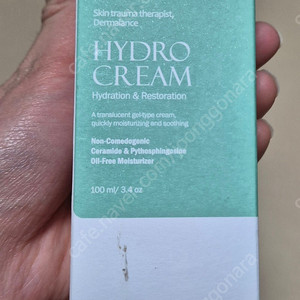 Skin trauma therapist,
Dermalance
HYDRO
CREAM
Hydration & Restoration
A translucent gel-type cream,
quickly moisturizing and soothing
Non-Comedogenic
Ceramide & Pythosphingosine
Oil-Free Moisturizer
100 ml/ 3.4 oz